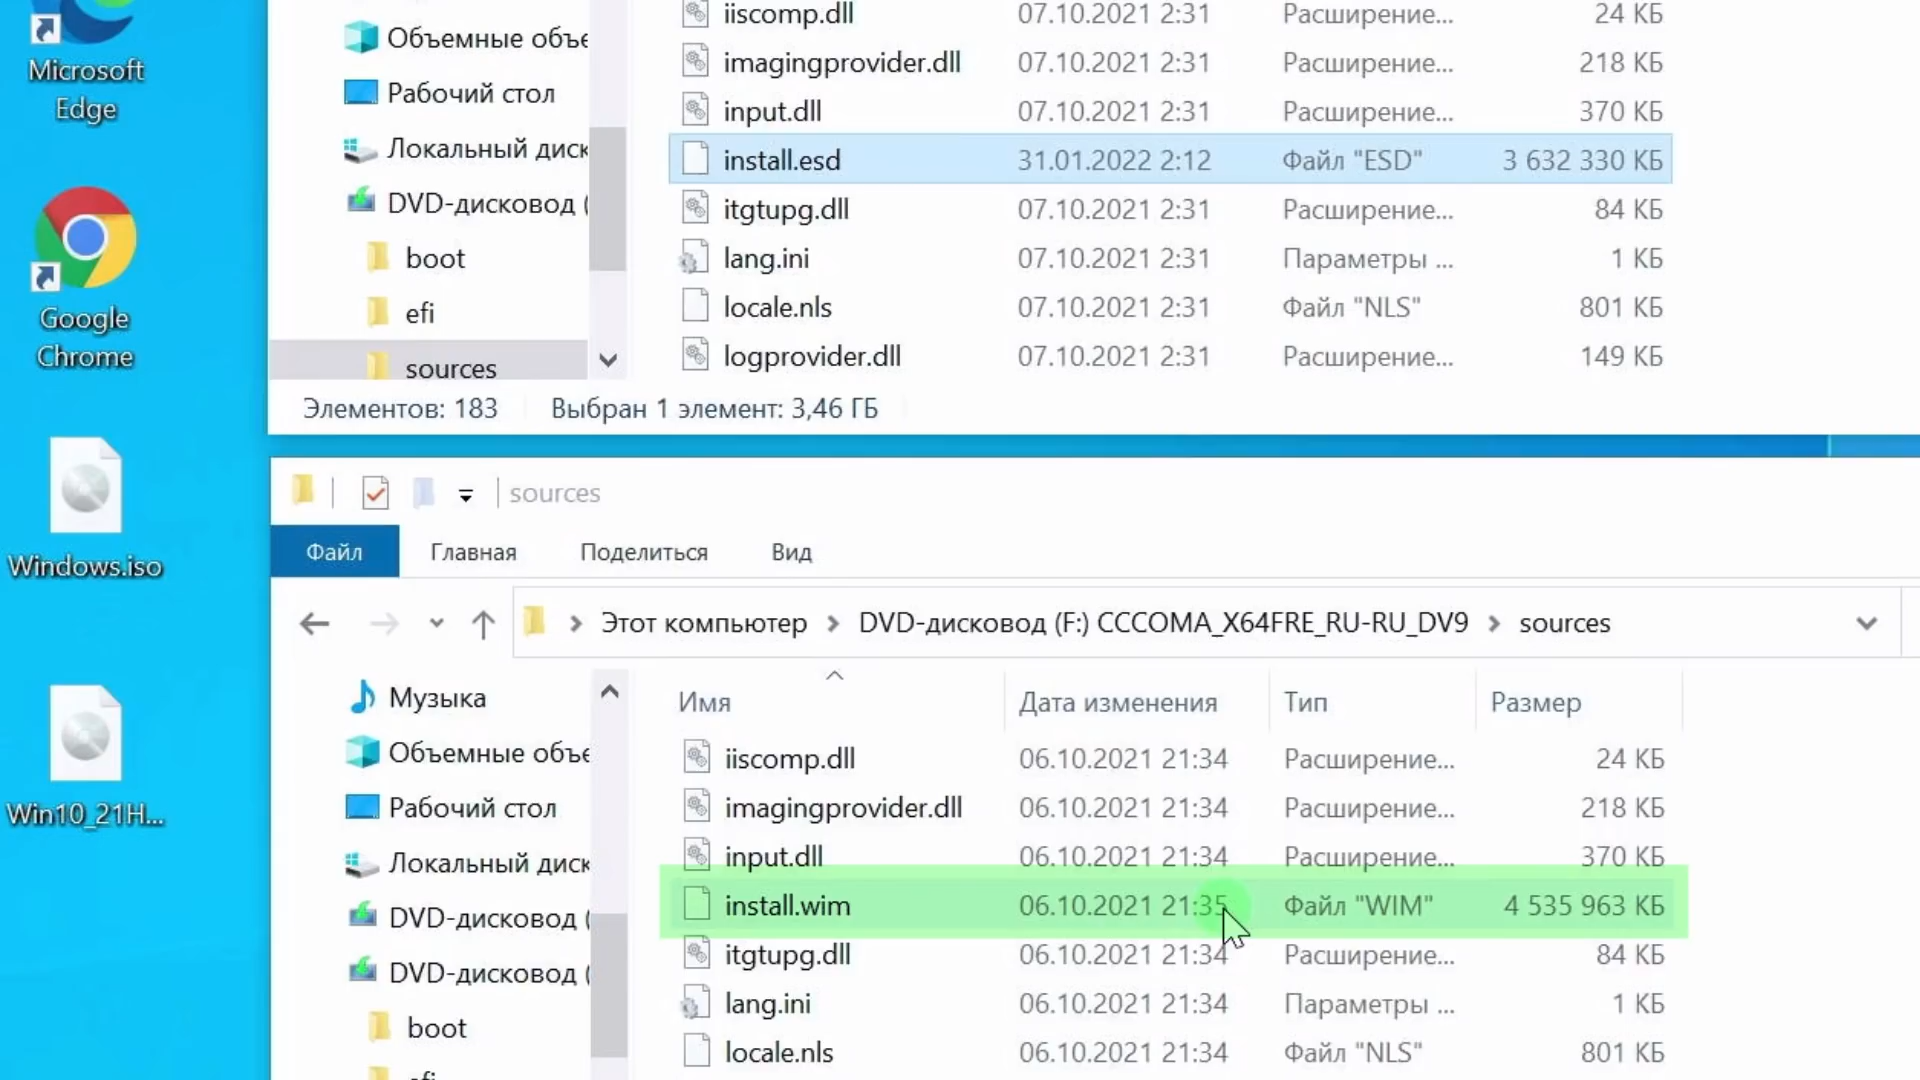 Microsoft
Edge
Google
Chrome
Windows.iso
Win10_21H...
Объемные объе
Рабочий стол
Локальный диск
DVD-дисковод (
boot
efi
sources
iiscomp.dll 07.10.2021 2:31 Расширение... 24 КБ
imagingprovider.dll 07.10.2021 2:31 Расширение... 218 КБ
input.dll 07.10.2021 2:31 Расширение... 370 КБ
install.esd 31.01.2022 2:12 Файл "ESD" 3 632 330 КБ
itgtupg.dll 07.10.2021 2:31 Расширение... 84 КБ
lang.ini 07.10.2021 2:31 Параметры ... 1 КБ
locale.nls 07.10.2021 2:31 Файл "NLS" 801 КБ
logprovider.dll 07.10.2021 2:31 Расширение... 149 КБ
Элементов: 183 Выбран 1 элемент: 3,46 ГБ
sources
Файл Главная Поделиться Вид
Этот компьютер DVD-дисковод (F:) CCCOMA_X64FRE_RU-RU_DV9 sources
Музыка
Объемные объе
Рабочий стол
Локальный диск
DVD-дисковод (
DVD-дисковод (
boot
Имя Дата изменения Тип Размер
iiscomp.dll 06.10.2021 21:34 Расширение... 24 КБ
imagingprovider.dll 06.10.2021 21:34 Расширение... 218 КБ
input.dll 06.10.2021 21:34 Расширение... 370 КБ
install.wim 06.10.2021 21:35 Файл "WIM" 4 535 963 КБ
itgtupg.dll 06.10.2021 21:34 Расширение... 84 КБ
lang.ini 06.10.2021 21:34 Параметры ... 1 КБ
locale.nls 06.10.2021 21:34 Файл "NLS" 801 КБ